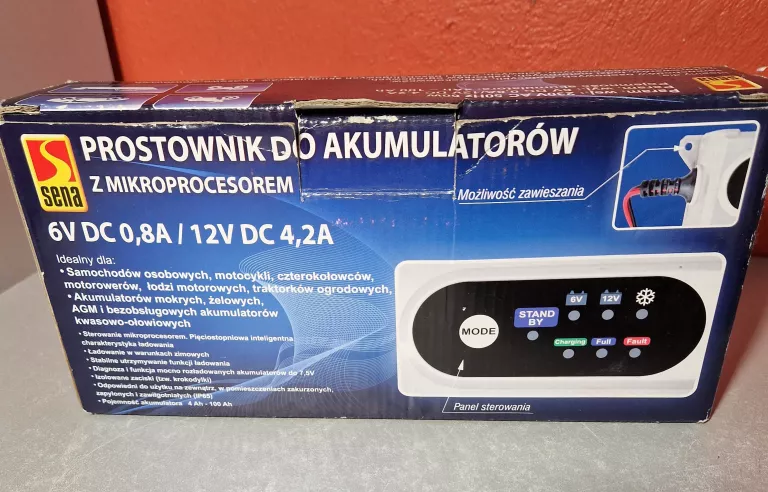 sena
PROSTOWNIK DO AKUMULATORÓW
Z MIKROPROCESOREM
6V DC 0,8A / 12V DC 4,2A
Idealny dla:
• Samochodów osobowych, motocykli, czterokołowców,
motorowerów, łodzi motorowych, traktorków ogrodowych,
• Akumulatorów mokrych, żelowych,
AGM i bezobsługowych akumulatorów
kwasowo-ołowiowych
• Sterowanie mikroprocesorem. Pięciostopniowa inteligentna
charakterystyka ładowania
• Ładowanie w warunkach zimowych
• Stabilne utrzymywanie funkcji ładowania
• Diagnoza i funkcja mocno rozładowanych akumulatorów do 7,5V
• Izolowane zaciski (tzw. krokodylki)
• Odpowiedni do użytku na zewnątrz, w pomieszczeniach zakurzonych,
zapylonych i zawilgotniałych (IP65)
• Pojemność akumulatora 4 Ah - 100 Ah
Możliwość zawieszania
6V 12V
STAND
BY
MODE
Charging Full Fault
Panel sterowania